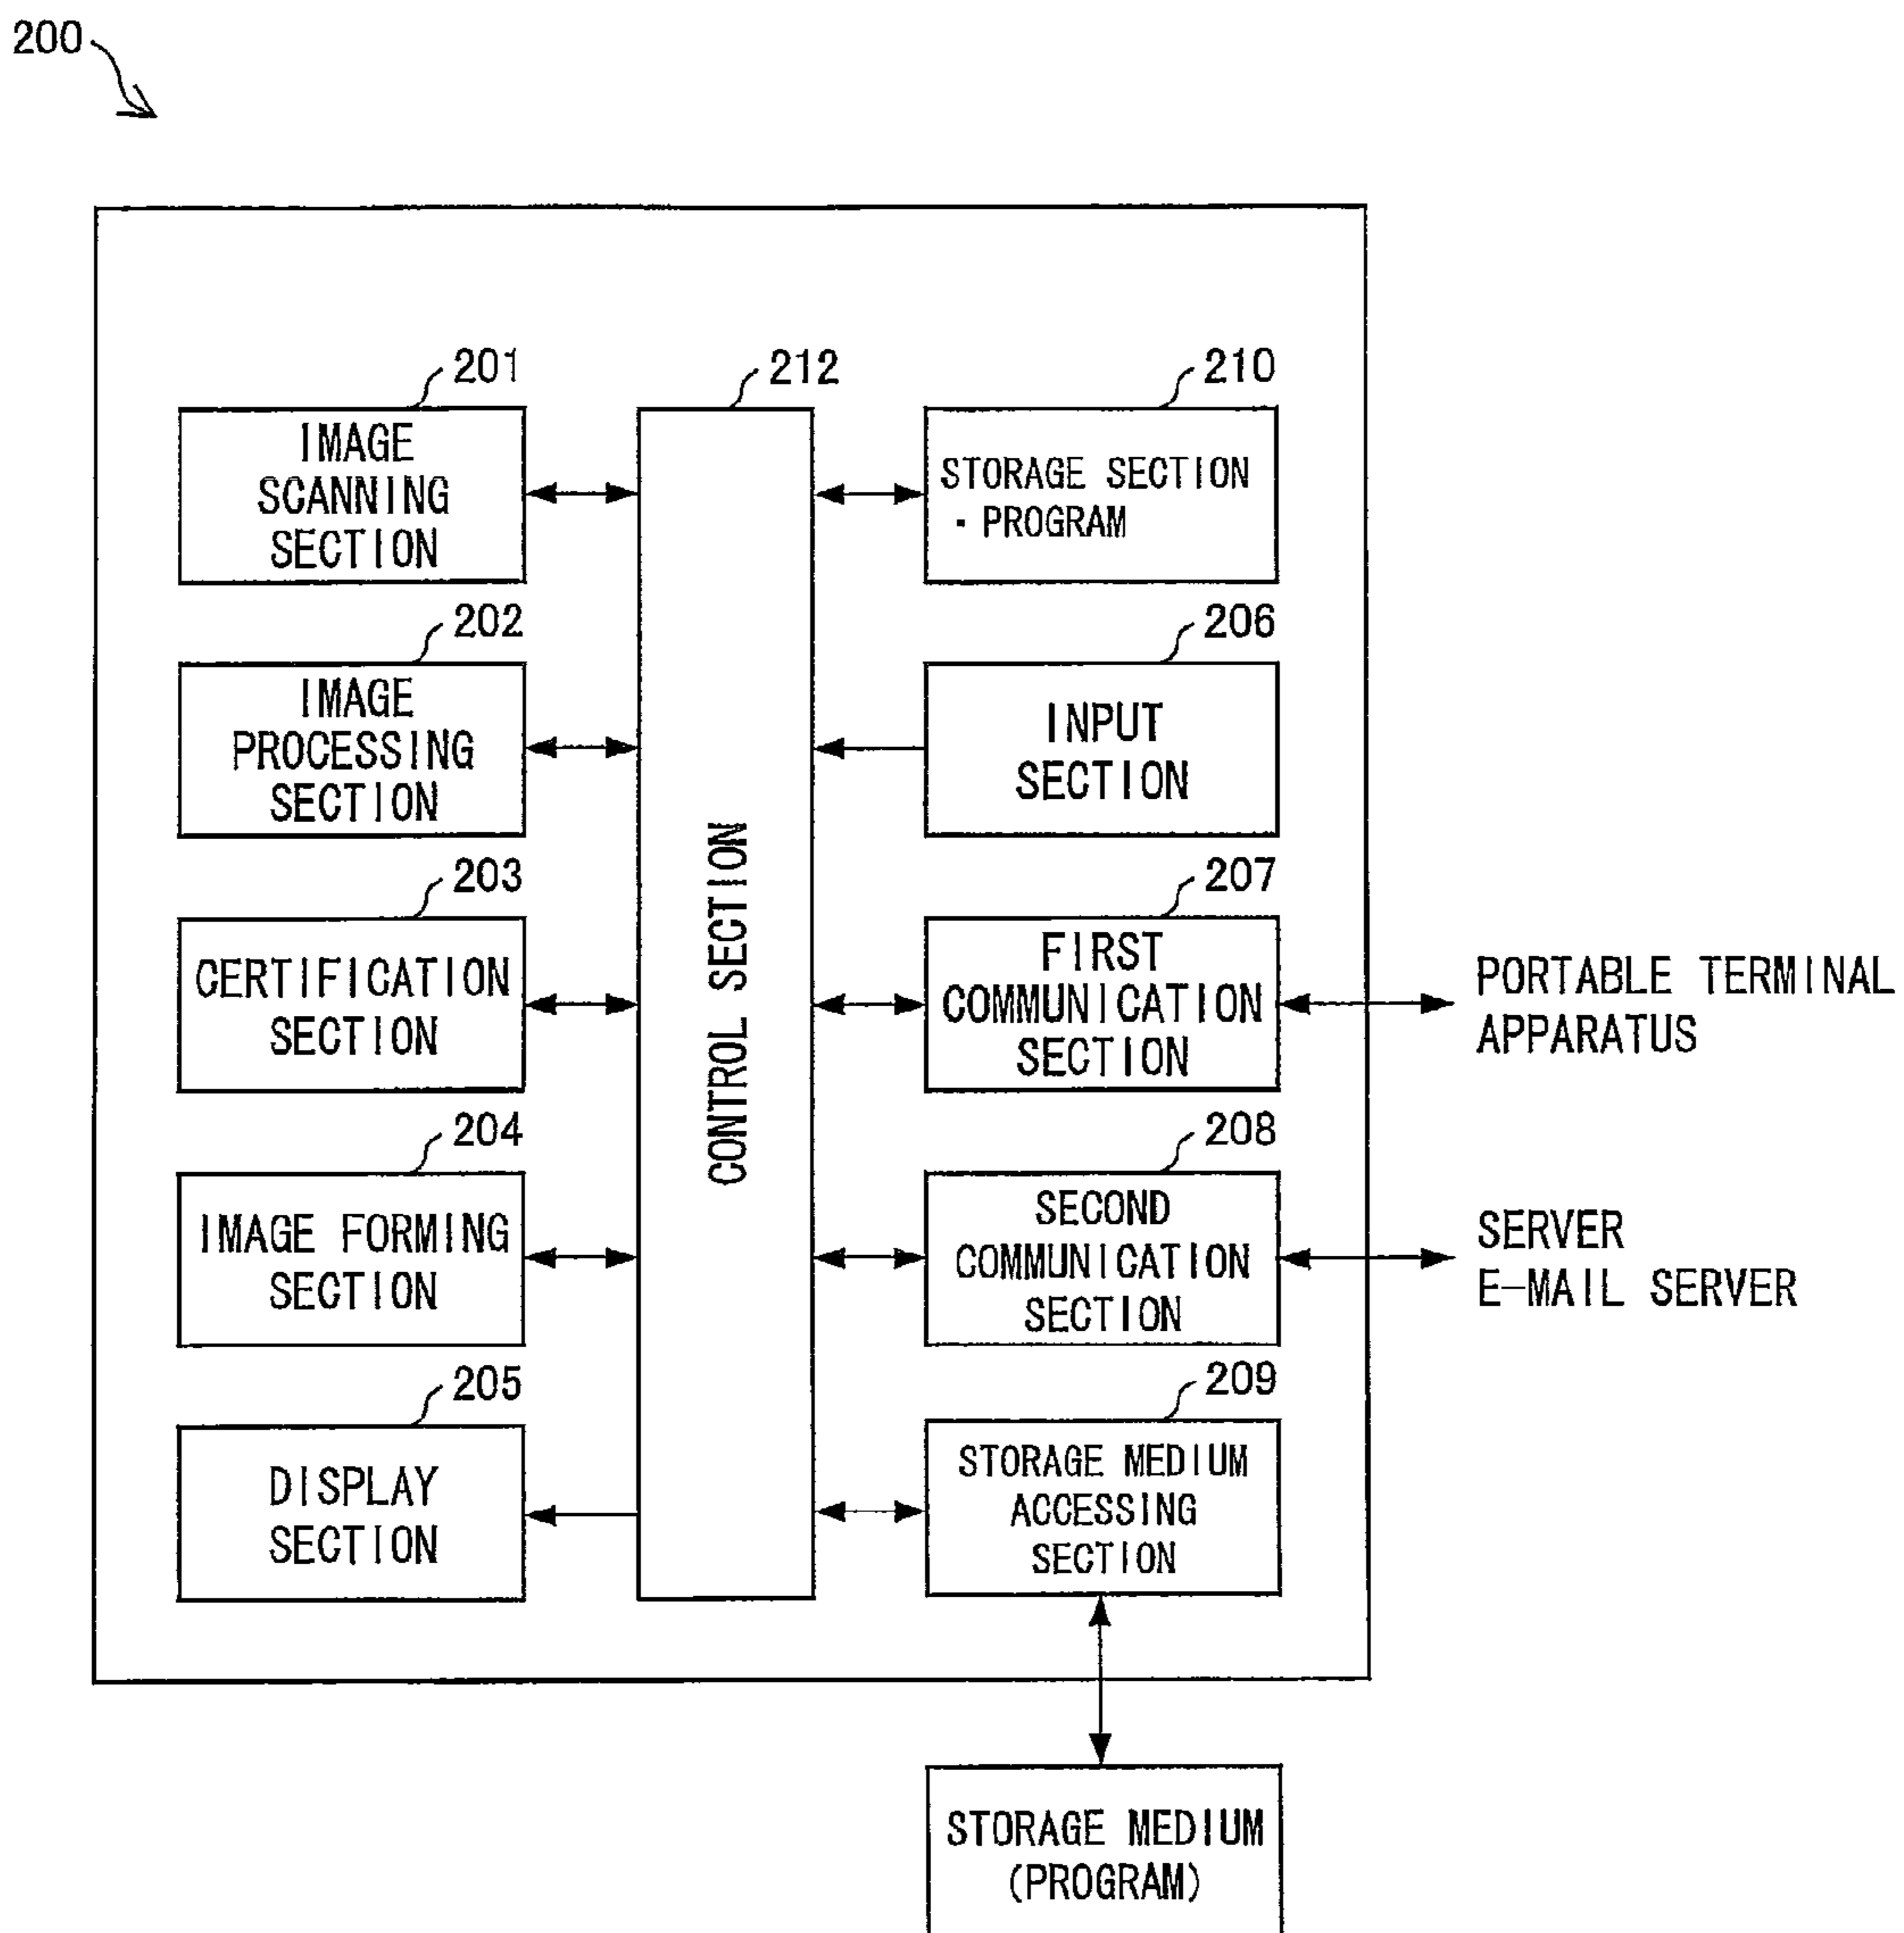 200
201
IMAGE
SCANNING
SECTION
202
IMAGE
PROCESSING
SECTION
203
CERTIFICATION
SECTION
204
IMAGE FORMING
SECTION
205
DISPLAY
SECTION
212
CONTROL SECTION
210
STORAGE SECTION
・PROGRAM
206
INPUT
SECTION
207
FIRST
COMMUNICATION
SECTION
PORTABLE TERMINAL
APPARATUS
208
SECOND
COMMUNICATION
SECTION
SERVER
E-MAIL SERVER
209
STORAGE MEDIUM
ACCESSING
SECTION
STORAGE MEDIUM
(PROGRAM)